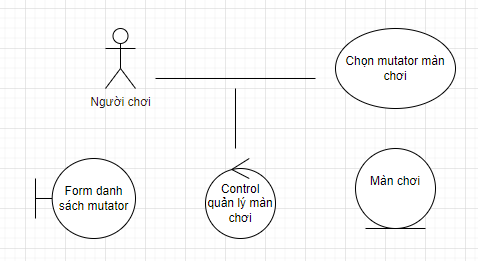 Chọn mutator màn
chơi
Người chơi
Form danh
sách mutator
Control
quản lý màn
chơi
Màn chơi